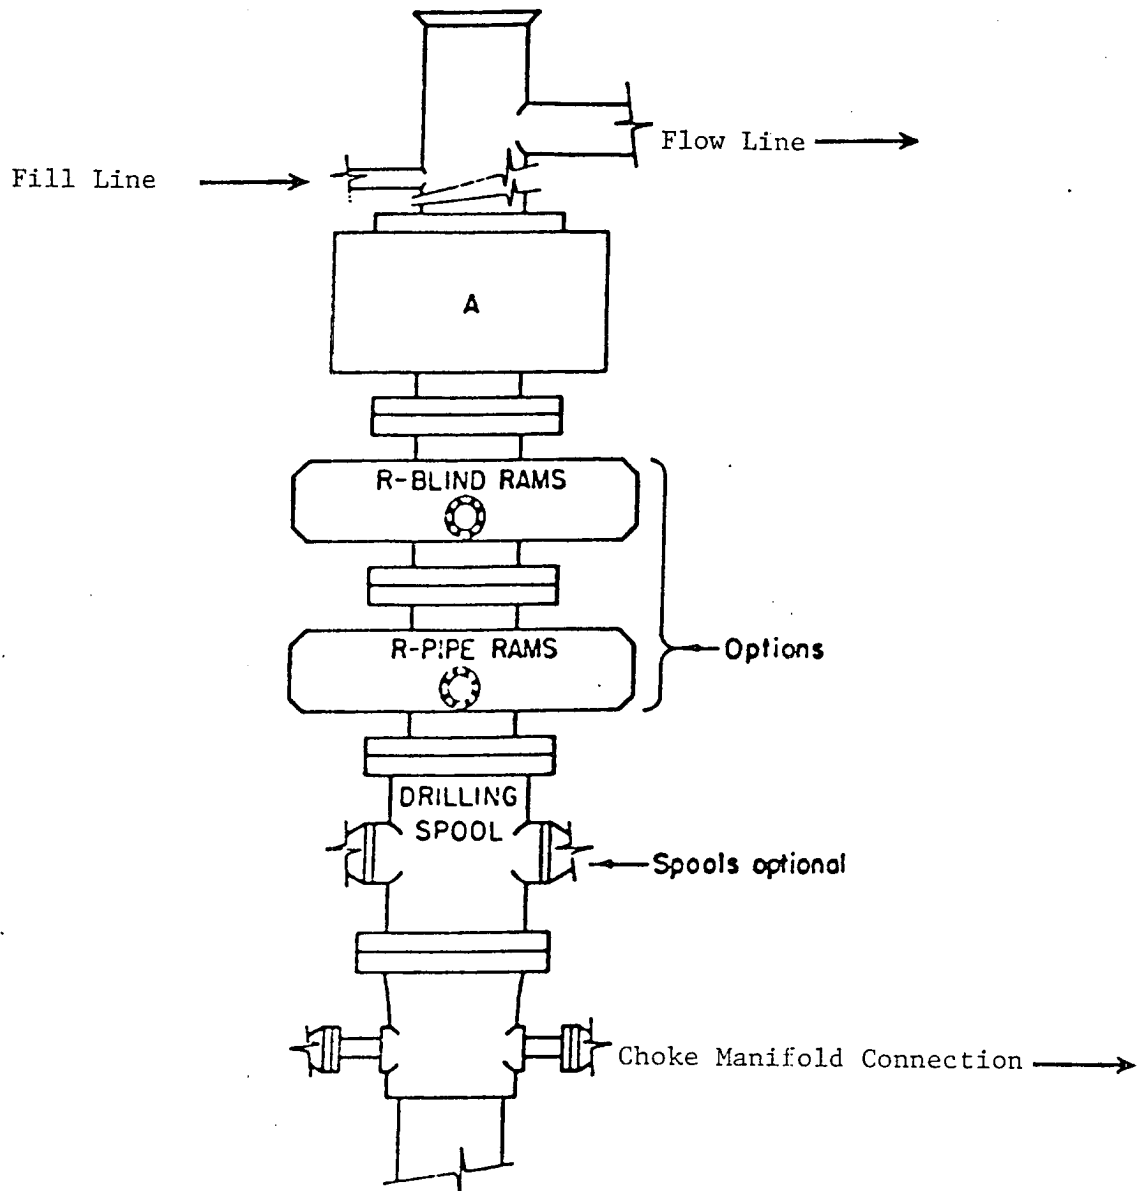 Flow Line
Fill Line
A
R-BLIND RAMS
R-PIPE RAMS
Options
DRILLING
SPOOL
Spools optional
Choke Manifold Connection